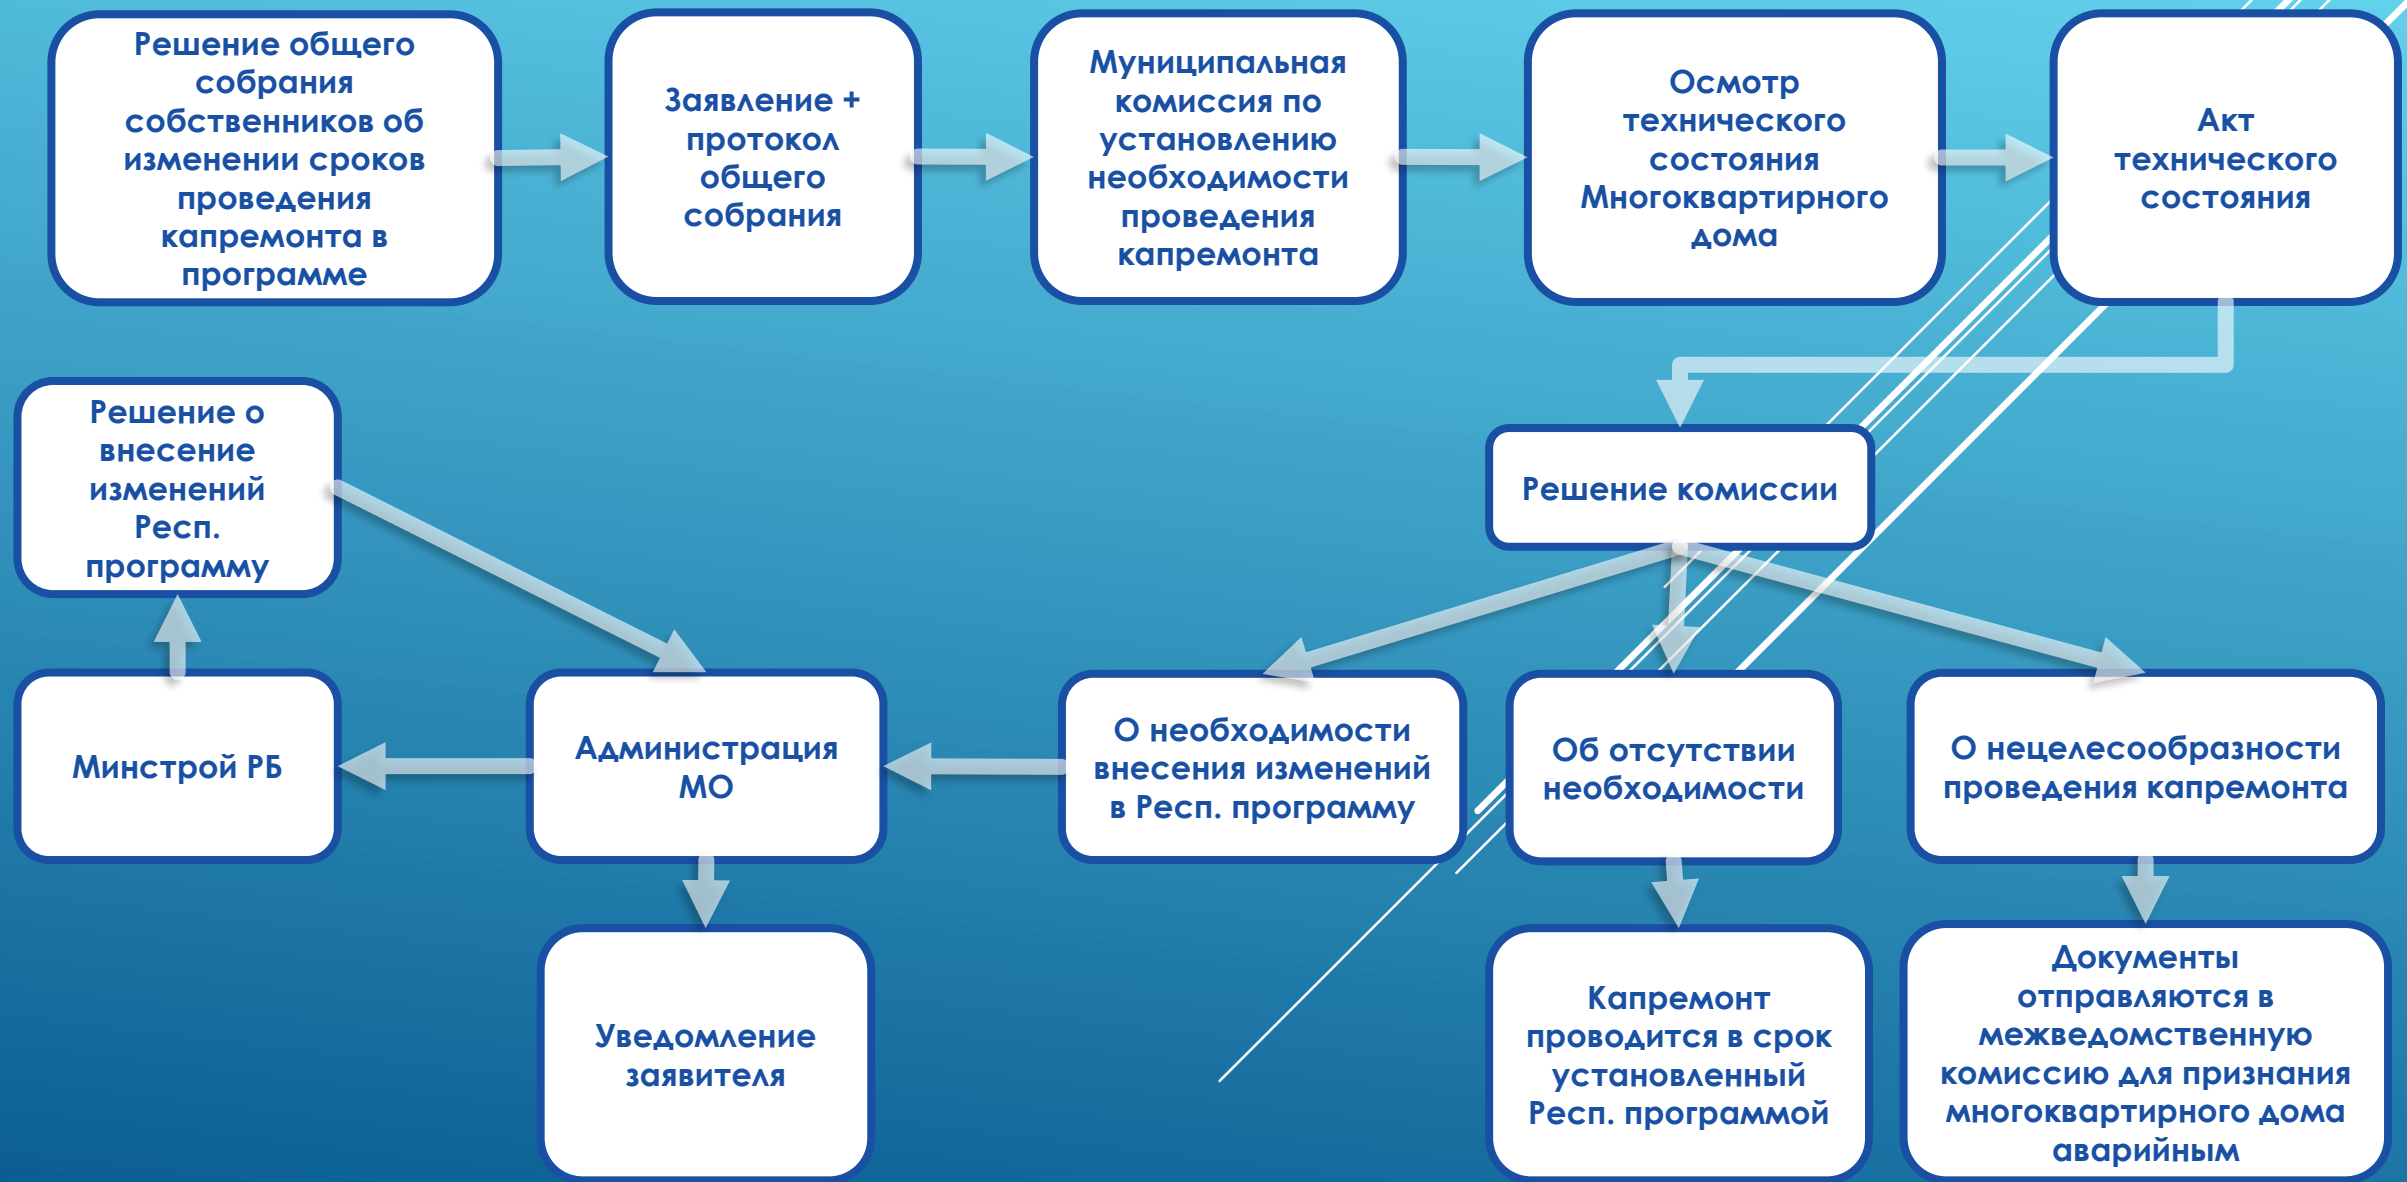 Решение общего
собрания
собственников об
изменении сроков
проведения
капремонта в
программе
Заявление +
протокол
общего
собрания
Муниципальная
комиссия по
установлению
необходимости
проведения
капремонта
Осмотр
технического
состояния
Многоквартирного
дома
Акт
технического
состояния
Решение о
внесение
изменений
Респ.
программу
Решение комиссии
Минстрой РБ
Администрация
МО
О необходимости
внесения изменений
в Респ. программу
Об отсутствии
необходимости
О нецелесообразности
проведения капремонта
Уведомление
заявителя
Капремонт
проводится в срок
установленный
Респ. программой
Документы
отправляются в
межведомственную
комиссию для признания
многоквартирного дома
аварийным